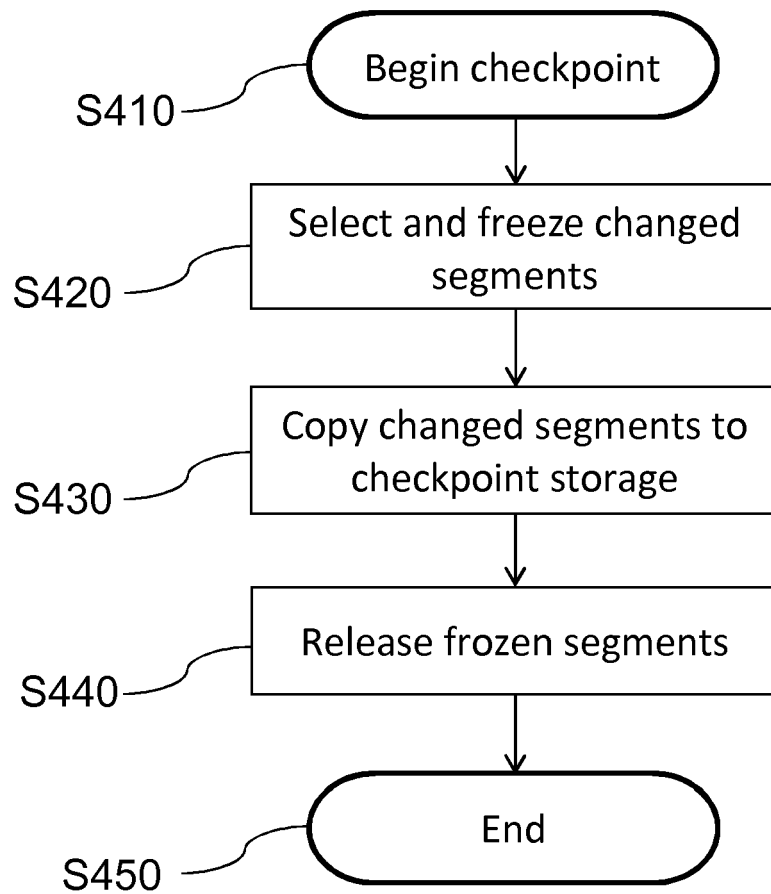 Begin checkpoint
S410
Select and freeze changed
segments
S420
Copy changed segments to
checkpoint storage
S430
Release frozen segments
S440
End
S450